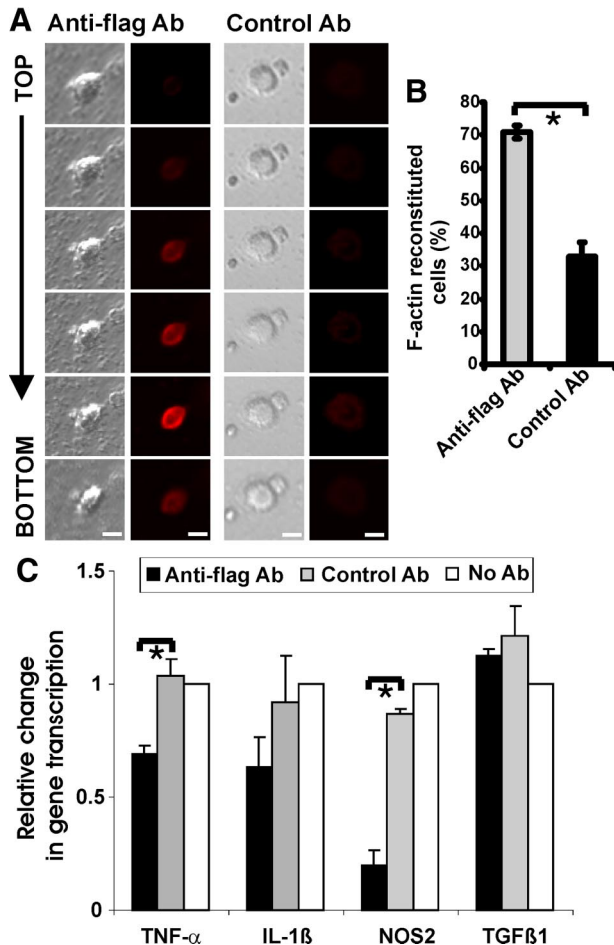 A
Anti-flag Ab
Control Ab
TOP
BOTTOM
B
F-actin reconstituted
cells (%)
80
70
60
50
40
30
20
10
0
*
Anti-flag Ab
Control Ab
C
Anti-flag Ab
Control Ab
No Ab
Relative change
in gene transcription
1.5
1
0.5
0
*
*
TNF-α
IL-1ß
NOS2
TGFß1